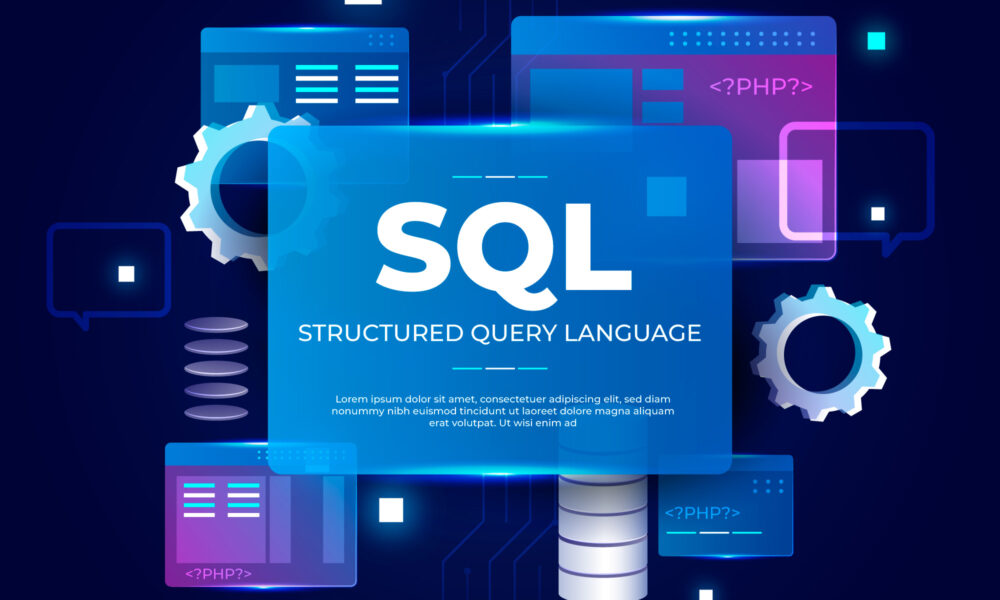 <?PHP?>
SQL
STRUCTURED QUERY LANGUAGE
Lorem ipsum dolor sit amet, consectetuer adipiscing elit, sed diam
nonummy nibh euismod tincidunt ut laoreet dolore magna aliquam
erat volutpat. Ut wisi enim ad
<?PHP?>
<?PHP?>